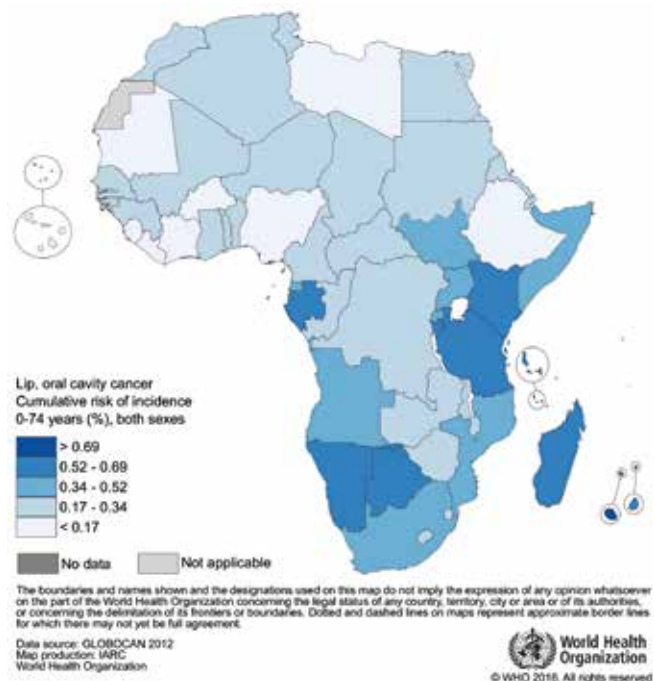 Lip, oral cavity cancer
Cumulative risk of incidence
0-74 years (%), both sexes
> 0.69
0.52 - 0.69
0.34 - 0.52
0.17 - 0.34
< 0.17
No data
Not applicable
The boundaries and names shown and the designations used on this map do not imply the expression of any opinion whatsoever
on the part of the World Health Organization concerning the legal status of any country, territory, city or area or of its authorities,
or concerning the delimitation of its frontiers or boundaries. Dotted and dashed lines on maps represent approximate border lines
for which there may not yet be full agreement.
Data source: GLOBOCAN 2012
Map production: IARC
World Health Organization
World Health
Organization
© WHO 2016. All rights reserved